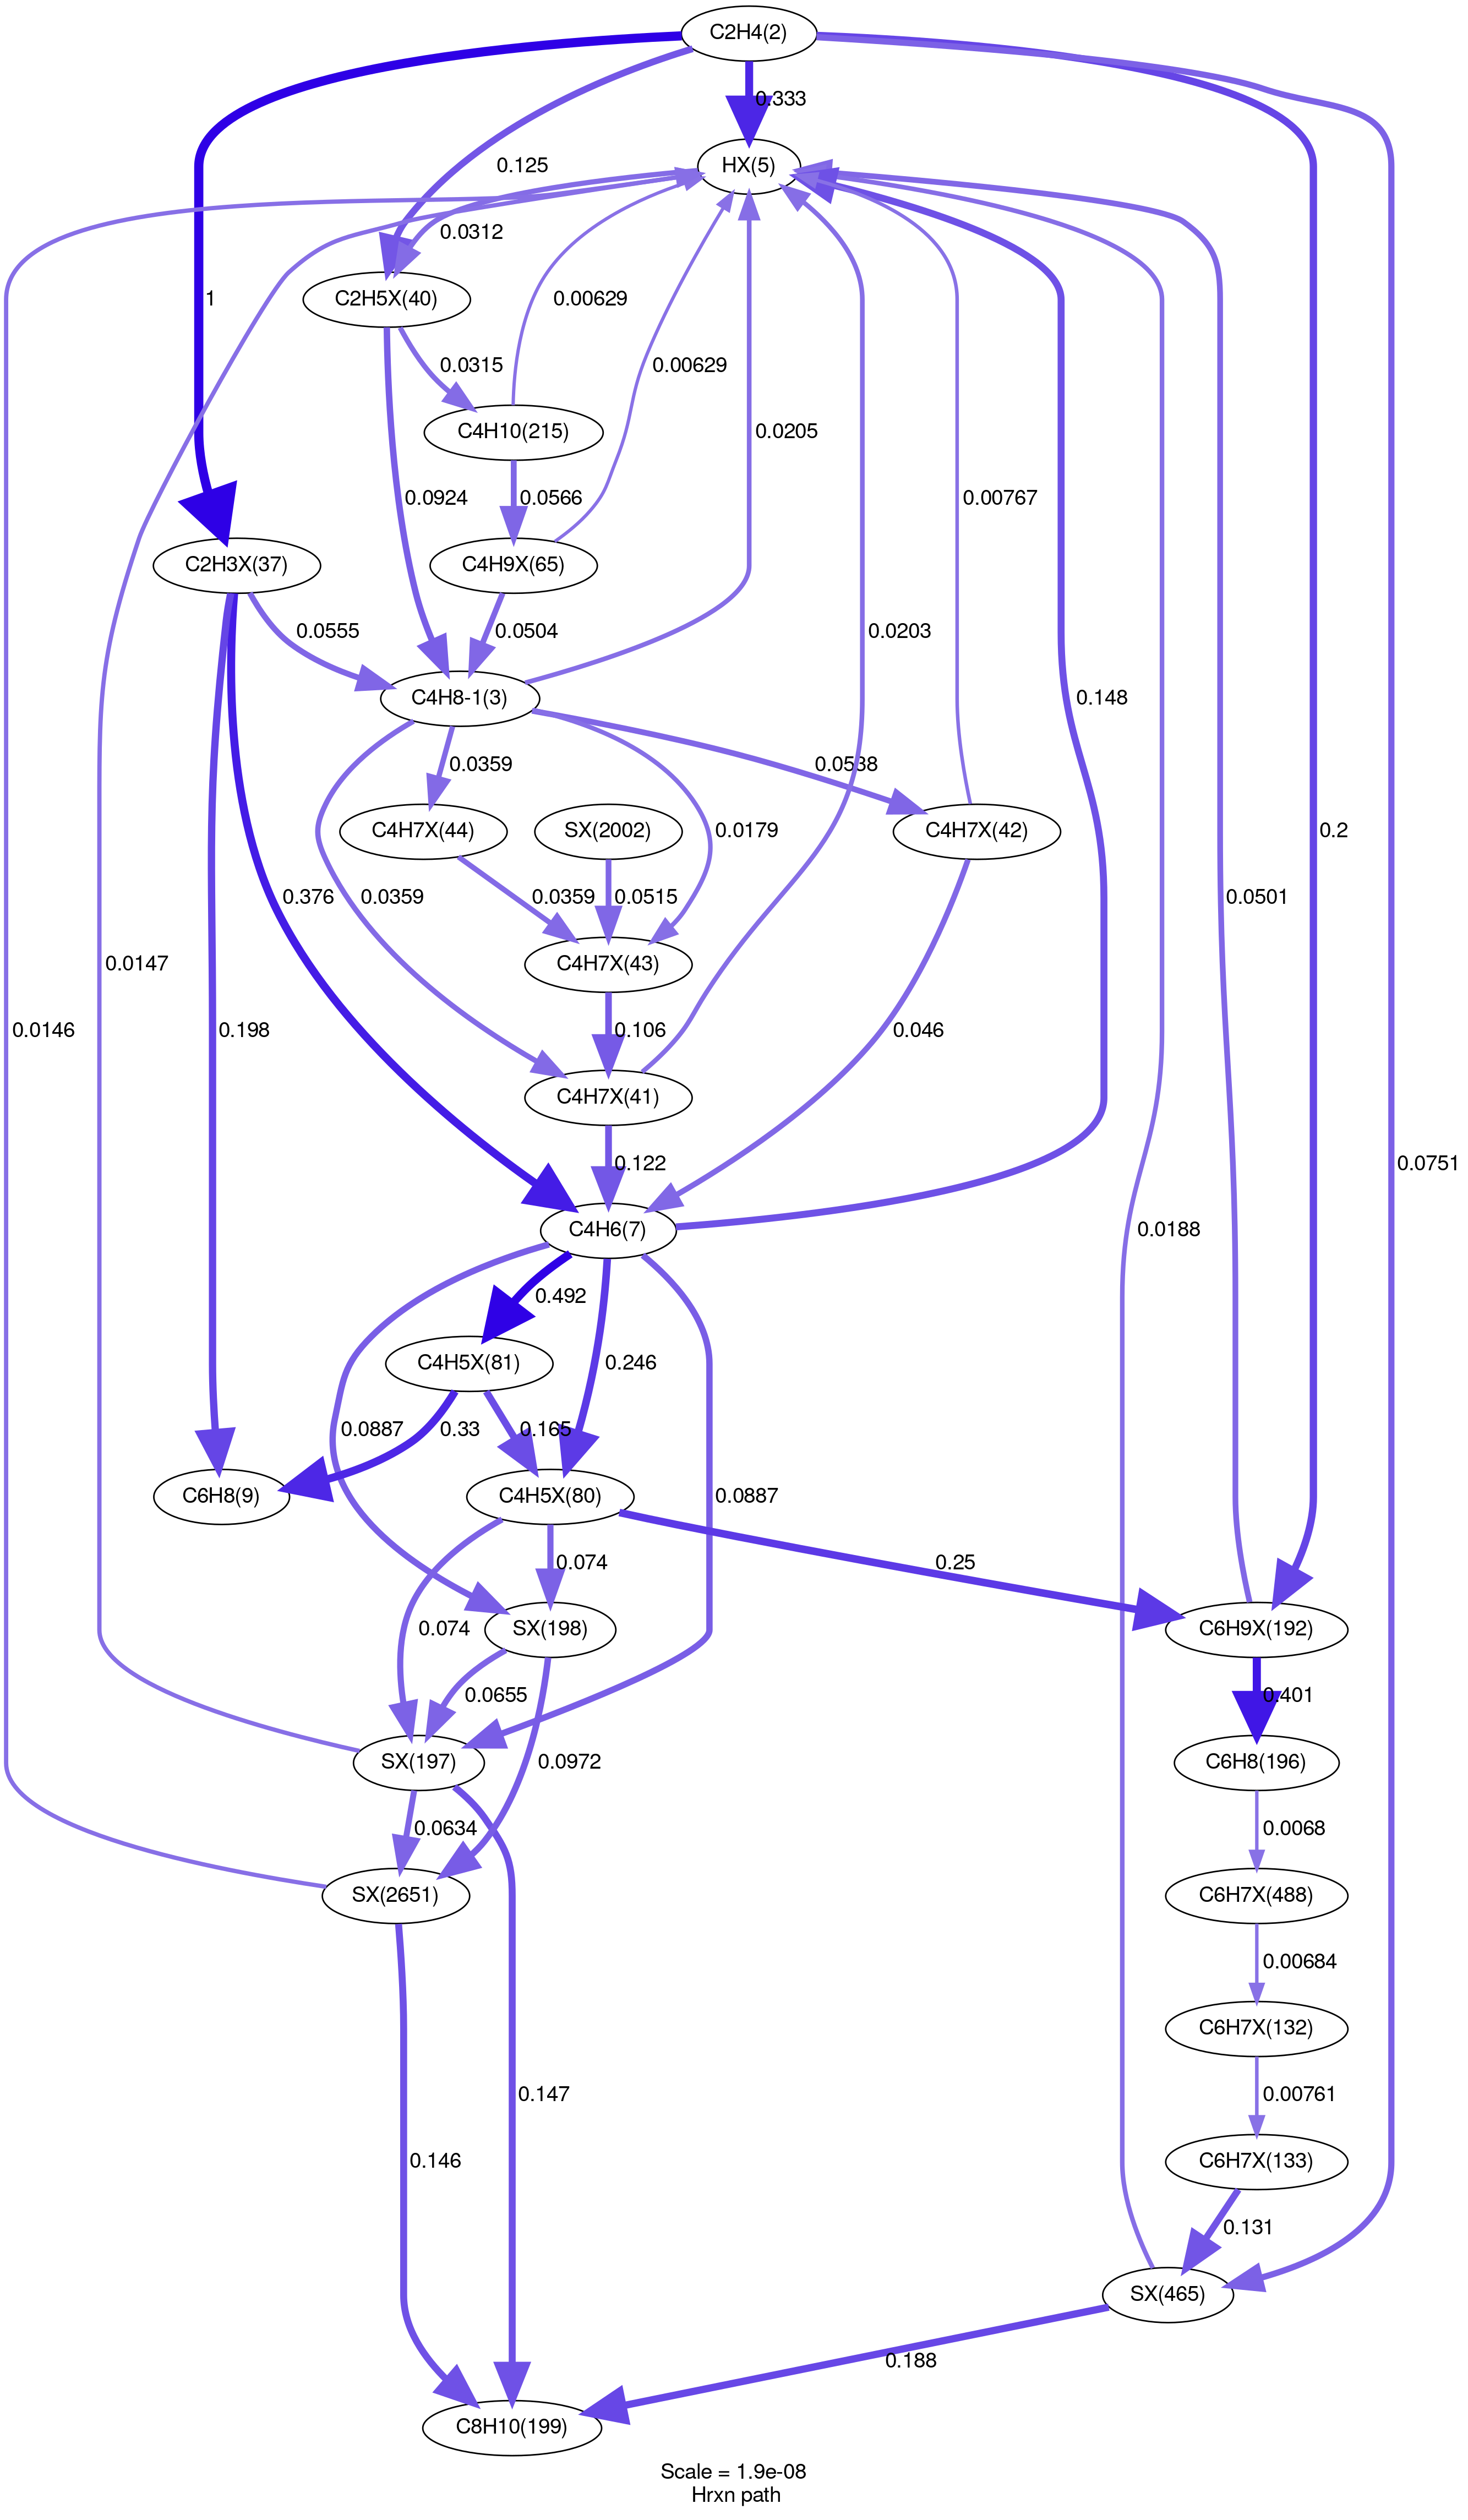 C2H4(2)
0.333
HX(5)
0.125
0.0312
C2H5X(40)
1
0.00629
0.0315
0.00629
C4H10(215)
0.0205
0.0924
0.0566
0.00767
C2H3X(37)
C4H9X(65)
0.0555
0.0504
0.0203
0.148
C4H8-1(3)
0.0359
0.0538
C4H7X(44)
SX(2002)
0.0179
C4H7X(42)
0.2
0.376
0.0359
0.0359
0.0515
0.0501
0.0147
C4H7X(43)
0.0146
0.198
0.106
0.046
C4H7X(41)
0.122
0.0751
C4H6(7)
0.0188
0.492
C4H5X(81)
0.246
0.0887
0.33
0.165
C6H8(9)
C4H5X(80)
0.0887
0.25
0.074
0.074
SX(198)
C6H9X(192)
0.0655
0.401
SX(197)
0.0972
C6H8(196)
0.0634
0.0068
SX(2651)
C6H7X(488)
0.00684
C6H7X(132)
0.147
0.00761
0.146
C6H7X(133)
0.131
SX(465)
0.188
C8H10(199)
Scale = 1.9e-08
Hrxn path